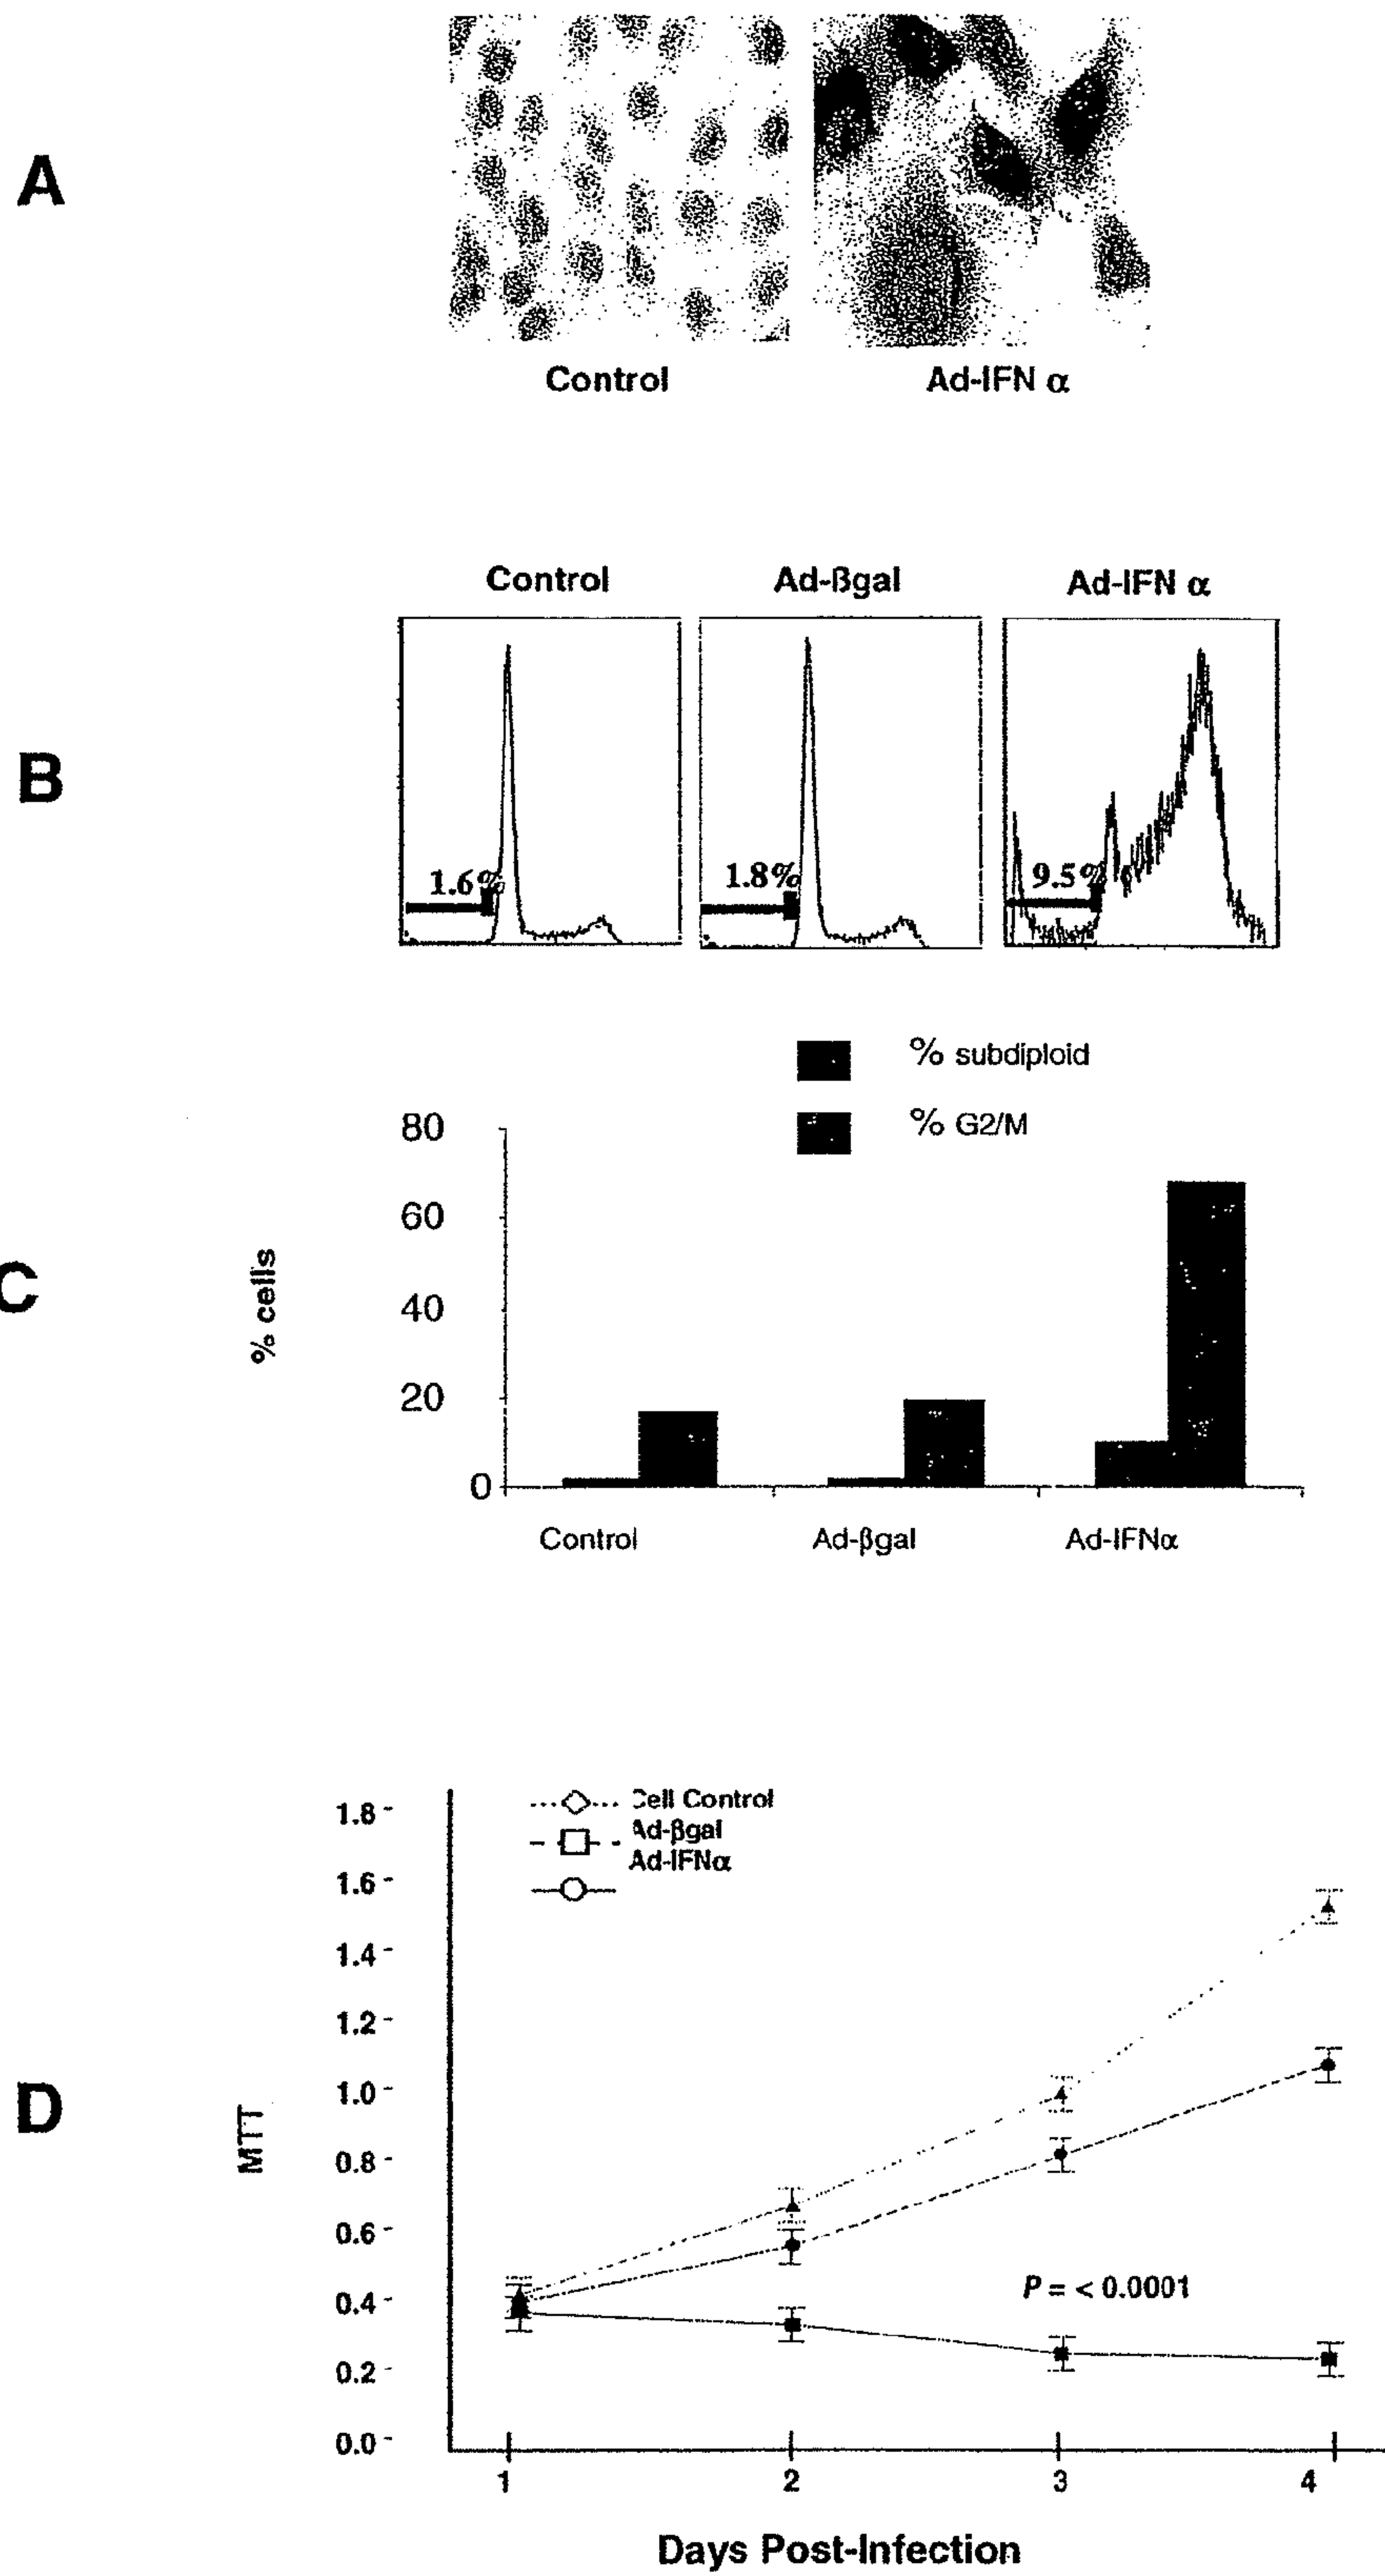 A
Control
Ad-IFN α
B
Control
Ad-βgal
Ad-IFN α
1.6%
1.8%
9.5%
% subdiploid
% G2/M
C
% cells
80
60
40
20
0
Control
Ad-βgal
Ad-IFNα
D
MTT
Cell Control
Ad-βgal
Ad-IFNα
1.8
1.6
1.4
1.2
1.0
0.8
0.6
0.4
0.2
0.0
P = < 0.0001
1
2
3
4
Days Post-Infection